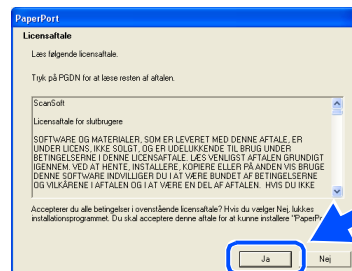 PaperPort
Licensaftale
Læs følgende licensaftale.
Tryk på PGDN for at læse resten af aftalen.
ScanSoft
Licensaftale for slutbrugere
SOFTWARE OG MATERIALER, SOM ER LEVERET MED DENNE AFTALE, ER
UNDER LICENS, IKKE SOLGT, OG ER UDELUKKENDE TIL BRUG UNDER
BETINGELSERNE I DENNE LICENSAFTALE. LÆS VENLIGST AFTALEN GRUNDIGT
IGENNEM. VED AT HENTE, INSTALLERE, KOPIERE ELLER PÅ ANDEN VIS BRUGE
DENNE SOFTWARE INDVILLIGER DU I AT VÆRE BUNDET AF BETINGELSERNE
OG VILKÅRENE I AFTALEN OG I AT VÆRE EN DEL AF AFTALEN. HVIS DU IKKE
Accepterer du alle betingelser i ovenstående licensaftale? Hvis du vælger Nej, lukkes
installationsprogrammet. Du skal acceptere denne aftale for at kunne installere "PaperPo
Ja
Nej